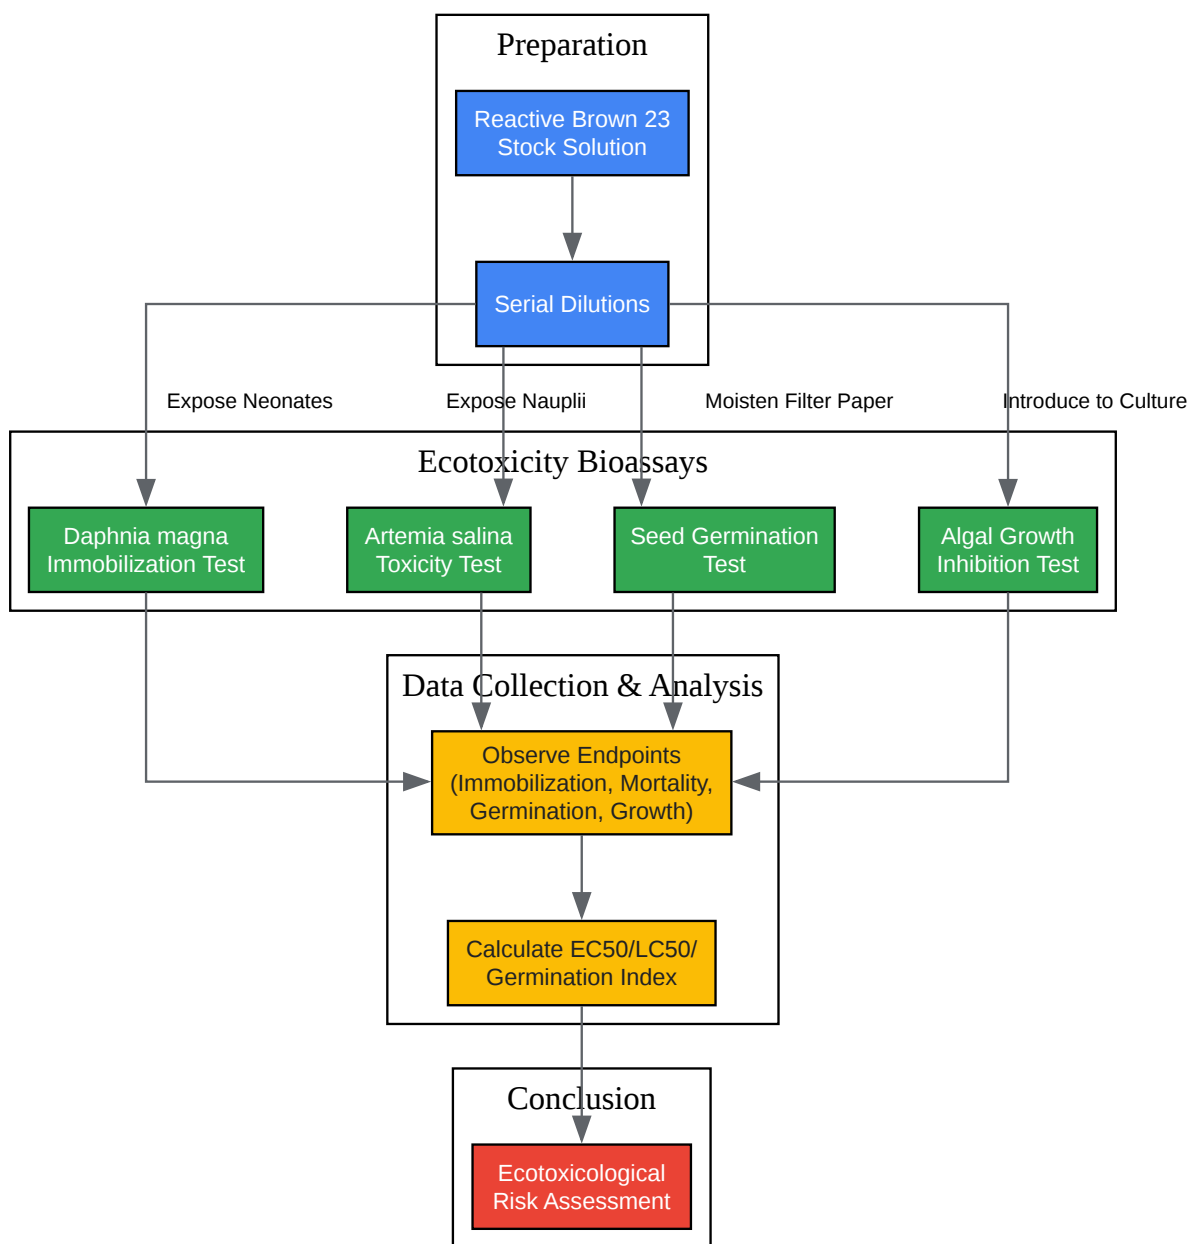 Preparation
Reactive Brown 23
Stock Solution
Serial Dilutions
Expose Neonates
Expose Nauplii
Moisten Filter Paper
Introduce to Culture
Ecotoxicity Bioassays
Daphnia magna
Immobilization Test
Artemia salina
Toxicity Test
Seed Germination
Test
Algal Growth
Inhibition Test
Data Collection & Analysis
Observe Endpoints
(Immobilization, Mortality,
Germination, Growth)
Calculate EC50/LC50/
Germination Index
Conclusion
Ecotoxicological
Risk Assessment